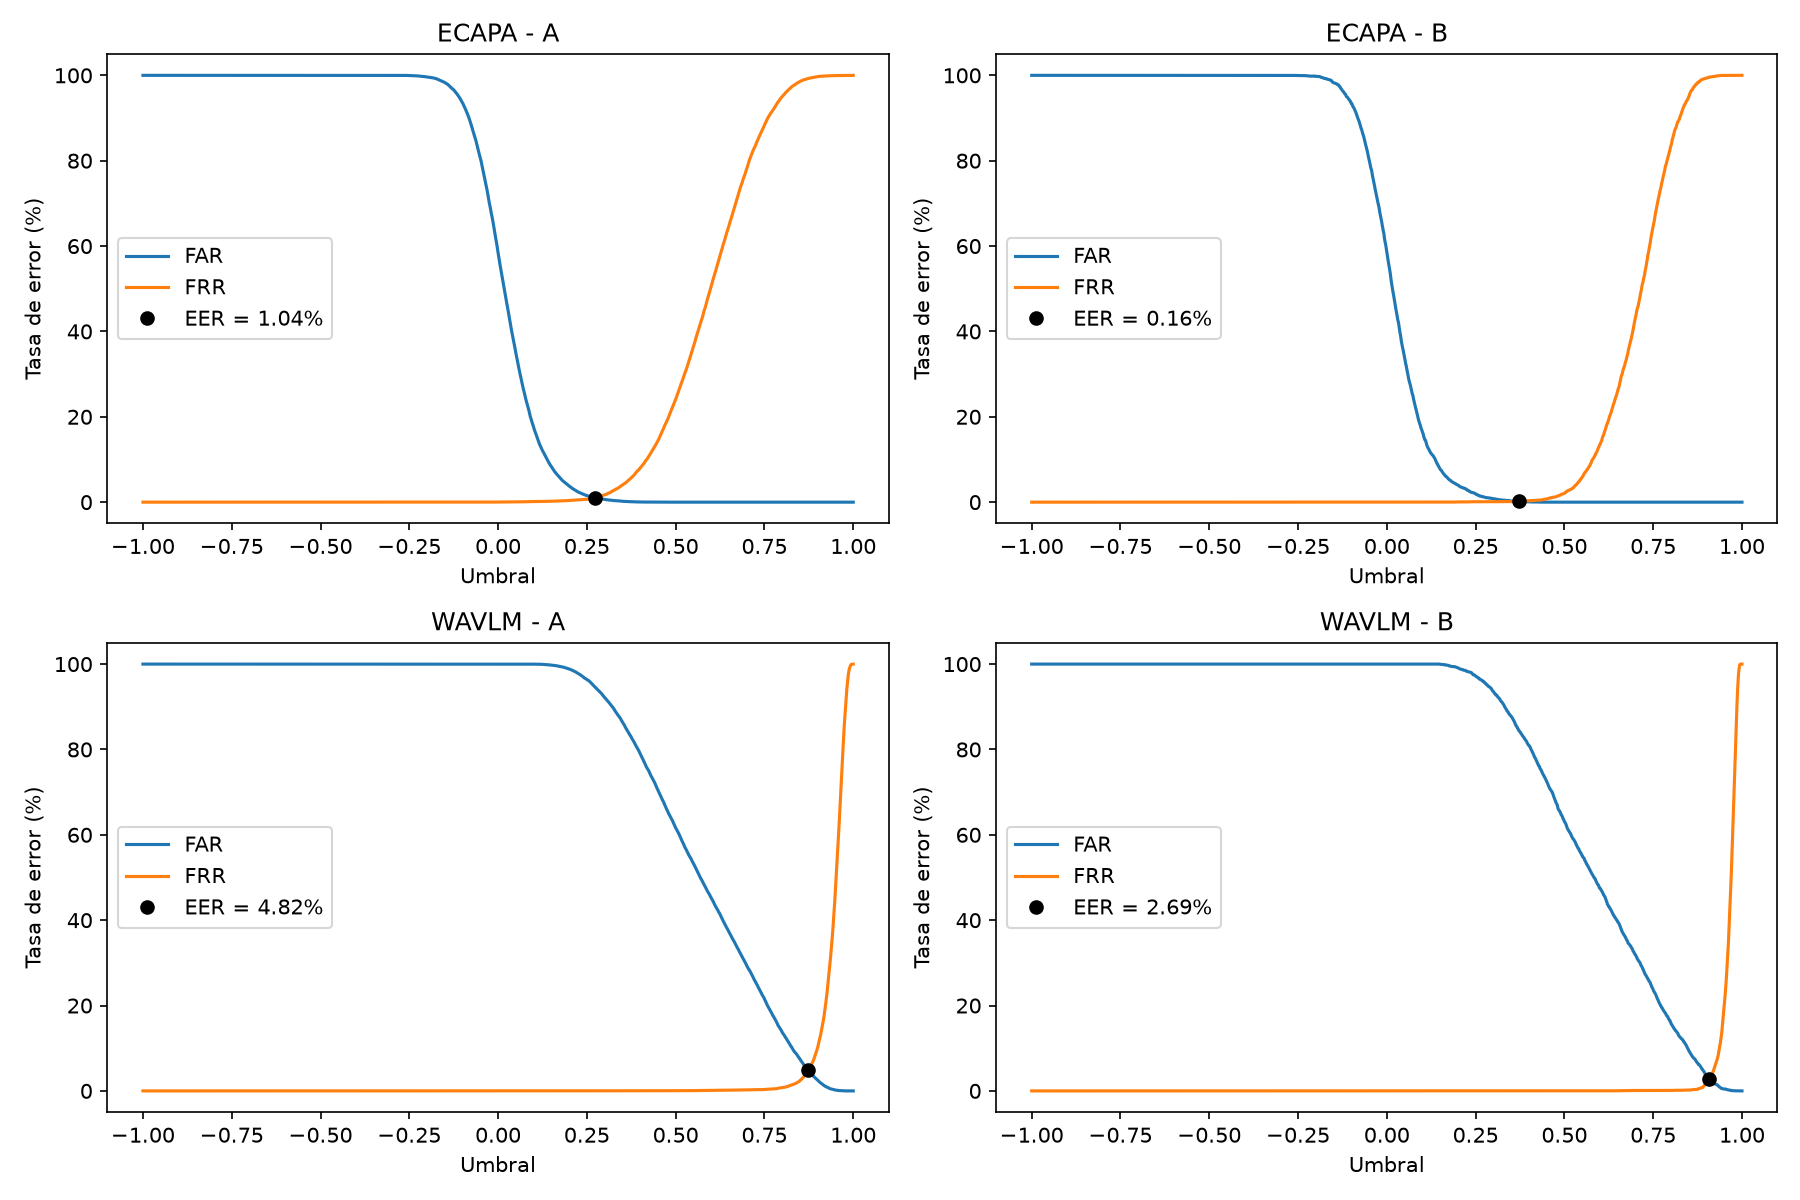 ECAPA - A
Tasa de error (%)
100
80
60
40
20
0
FAR
FRR
EER = 1.04%
−1.00 −0.75 −0.50 −0.25 0.00 0.25 0.50 0.75 1.00
Umbral
ECAPA - B
Tasa de error (%)
100
80
60
40
20
0
FAR
FRR
EER = 0.16%
−1.00 −0.75 −0.50 −0.25 0.00 0.25 0.50 0.75 1.00
Umbral
WAVLM - A
Tasa de error (%)
100
80
60
40
20
0
FAR
FRR
EER = 4.82%
−1.00 −0.75 −0.50 −0.25 0.00 0.25 0.50 0.75 1.00
Umbral
WAVLM - B
Tasa de error (%)
100
80
60
40
20
0
FAR
FRR
EER = 2.69%
−1.00 −0.75 −0.50 −0.25 0.00 0.25 0.50 0.75 1.00
Umbral